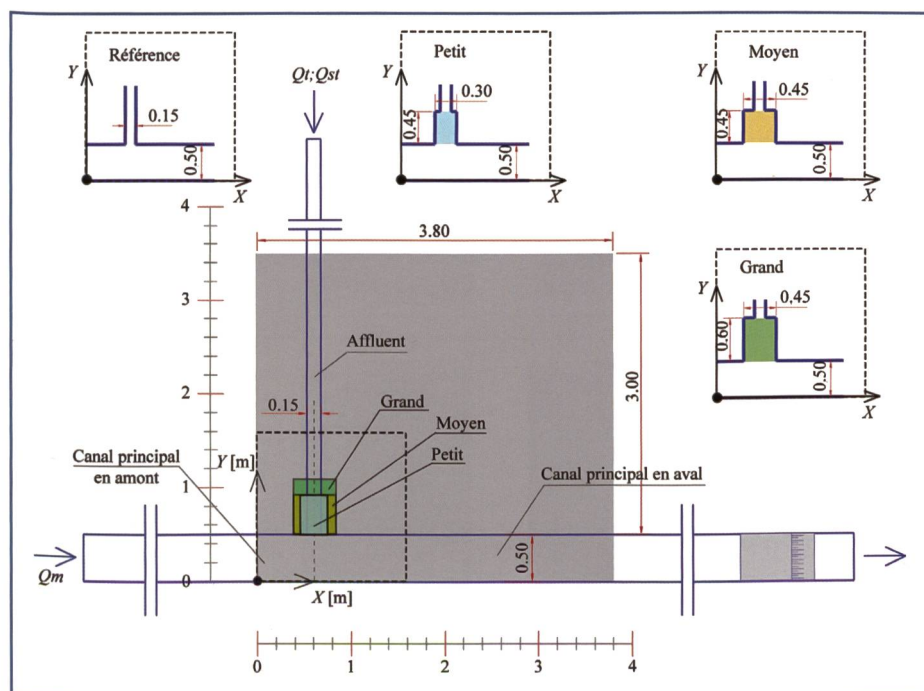 Référence
Y
0.15
0.50
X
Qt;Qst
Petit
Y
0.30
0.45
0.50
X
Moyen
Y
0.45
0.45
0.50
X
Grand
Y
0.45
0.60
0.50
X
3.80
3.00
4
3
2
1
0
Affluent
0.15
Grand
Moyen
Petit
Canal principal
en amont
Y [m]
Canal principal en aval
0.50
Qm
X [m]
0
1
2
3
4